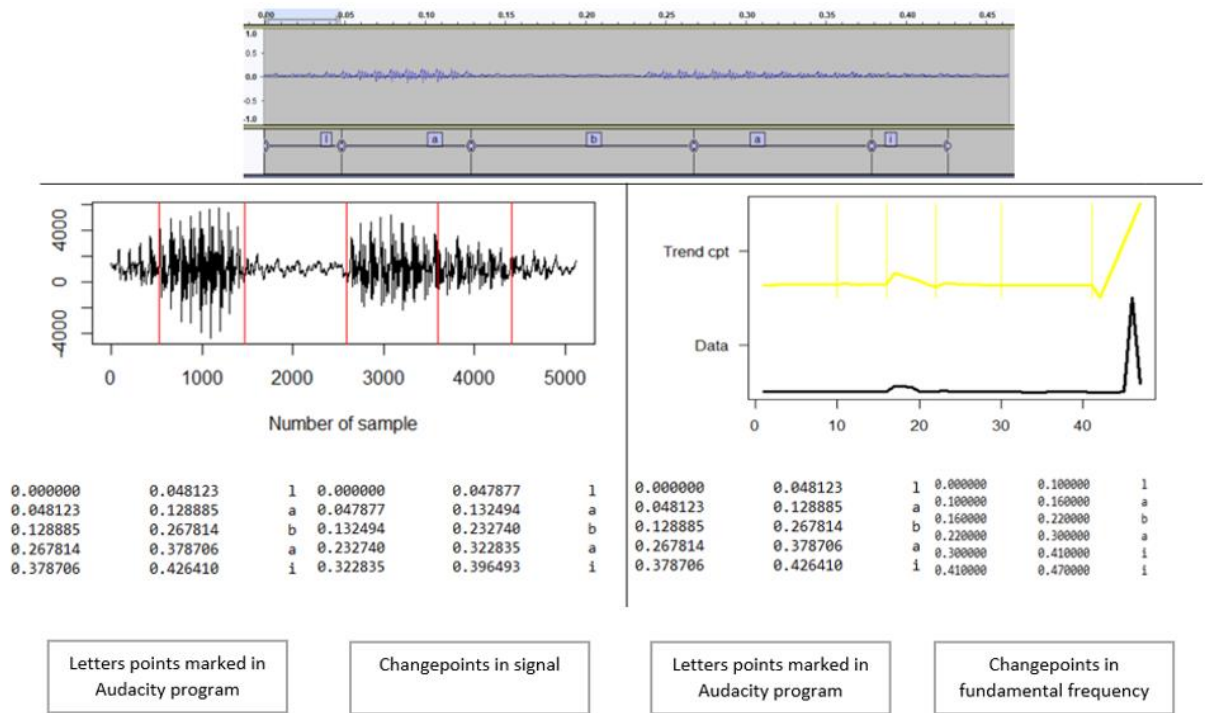 0.00 0.05 0.10 0.15 0.20 0.25 0.30 0.35 0.40 0.45
1.0
0.5
0.0
-0.5
-1.0
l a b a i
4000
0
-4000
0 1000 2000 3000 4000 5000
Number of sample
Trend cpt
Data
0 10 20 30 40
0.000000 0.048123 l 0.000000 0.047877 l
0.048123 0.128885 a 0.047877 0.132494 a
0.128885 0.267814 b 0.132494 0.232740 b
0.267814 0.378706 a 0.232740 0.322835 a
0.378706 0.426410 i 0.322835 0.396493 i
0.000000 0.048123 l
0.048123 0.128885 a
0.128885 0.267814 b
0.267814 0.378706 a
0.378706 0.426410 i
0.000000 0.100000 l
0.100000 0.160000 a
0.160000 0.220000 b
0.220000 0.300000 a
0.300000 0.410000 i
0.410000 0.470000 i
Letters points marked in
Audacity program
Changepoints in signal
Letters points marked in
Audacity program
Changepoints in
fundamental frequency